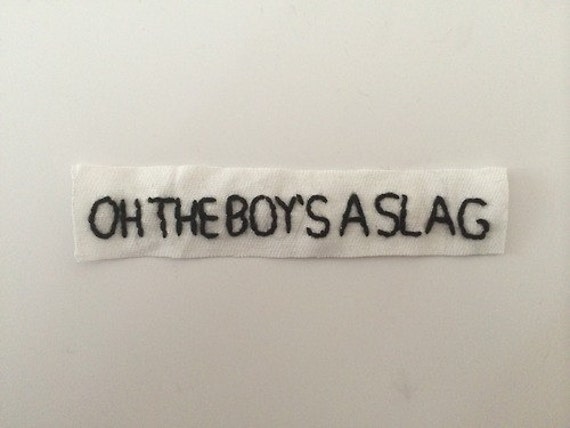 OH THE BOY'S A SLAG